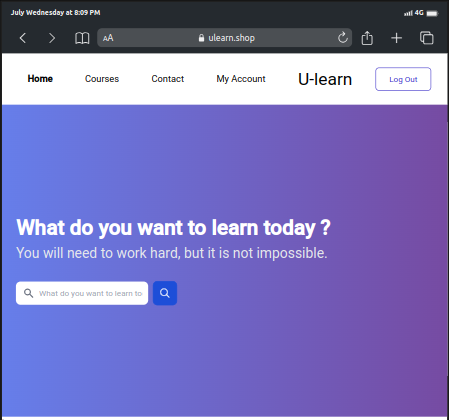 July Wednesday at 8:09 PM
4G
AA
ulearn.shop
Home
Courses
Contact
My Account
U-learn
Log Out
What do you want to learn today ?
You will need to work hard, but it is not impossible.
What do you want to learn to